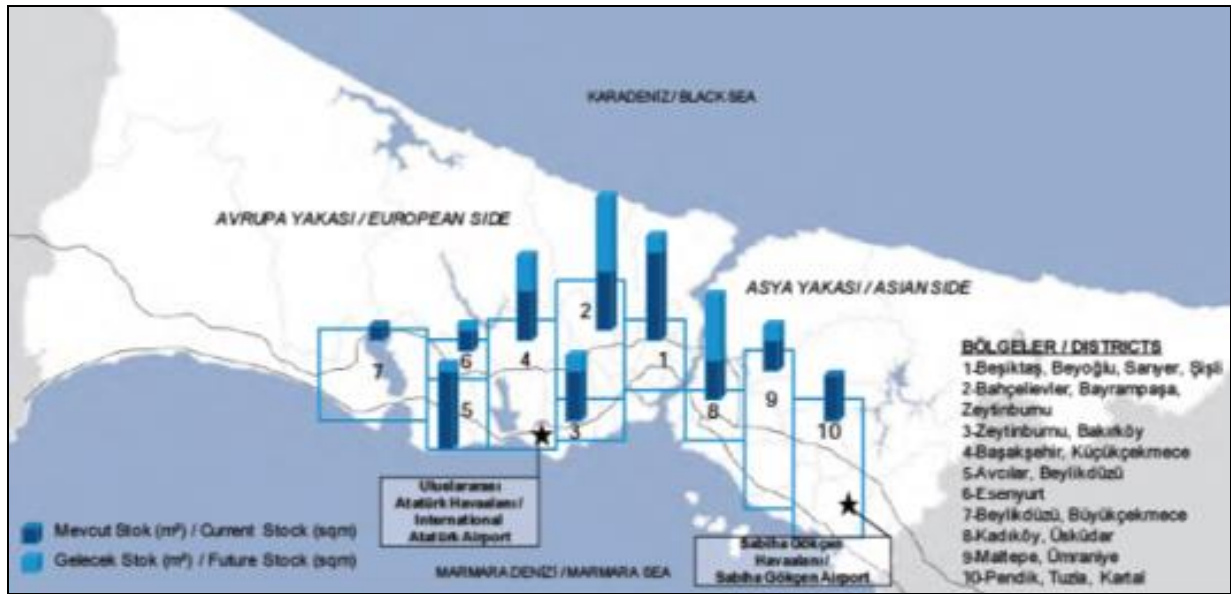 KARADENİZ / BLACK SEA
AVRUPA YAKASI / EUROPEAN SIDE
ASYA YAKASI / ASIAN SIDE
2
7
6
4
1
5
3
8
9
10
BÖLGELER / DISTRICTS
1-Beşiktaş, Beyoğlu, Sarıyer, Şişli
2-Bahçelievler, Bayrampaşa,
Zeytinburnu
3-Zeytinburnu, Bakırköy
4-Başakşehir, Küçükçekmece
5-Avcılar, Beylikdüzü
6-Esenyurt
7-Beylikdüzü, Büyükçekmece
8-Kadıköy, Üsküdar
9-Maltepe, Ümraniye
10-Pendik, Tuzla, Kartal
Uluslararası
Atatürk Havaalanı /
International
Atatürk Airport
Sabiha Gökçen
Havaalanı /
Sabiha Gökçen Airport
Mevcut Stok (m²) / Current Stock (sqm)
Gelecek Stok (m²) / Future Stock (sqm)
MARMARA DENİZİ / MARMARA SEA